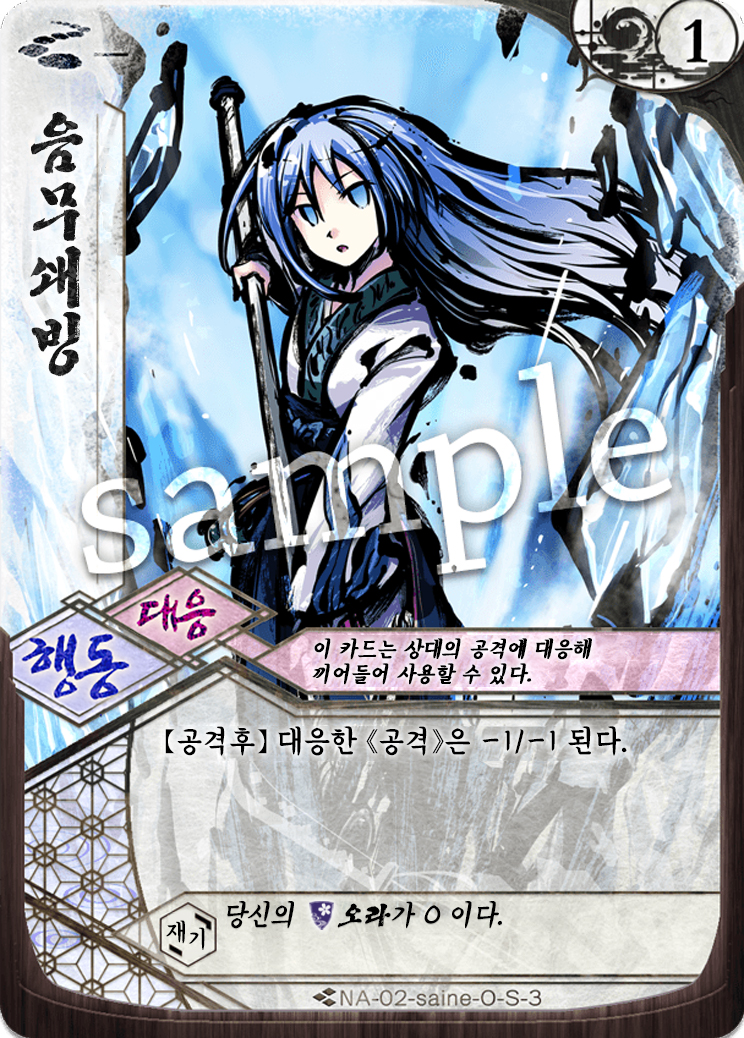 1
음무쇄빙
sample
대응
행동
이 카드는 상대의 공격에 대응해
끼어들어 사용할 수 있다.
【공격후】 대응한 《공격》은 -1/-1 된다.
재기
당신의 오라가 0 이다.
NA-02-saine-O-S-3